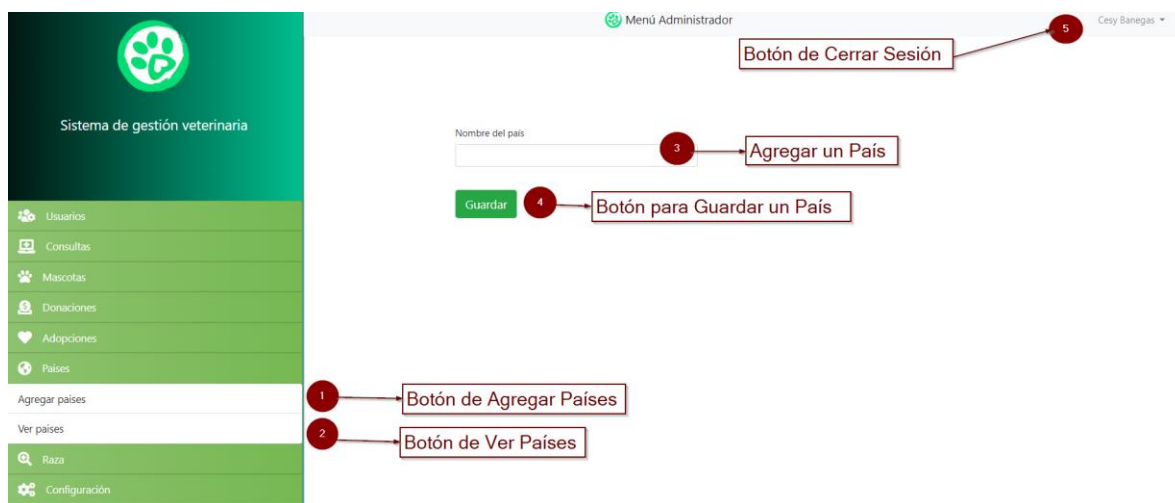 Menú Administrador
Cesy Banegas
5
Botón de Cerrar Sesión
Sistema de gestión veterinaria
Nombre del país
3
Agregar un País
Guardar
4
Botón para Guardar un País
Usuarios
Consultas
Mascotas
Donaciones
Adopciones
Paises
Agregar paises
1
Botón de Agregar Países
Ver paises
2
Botón de Ver Países
Raza
Configuración